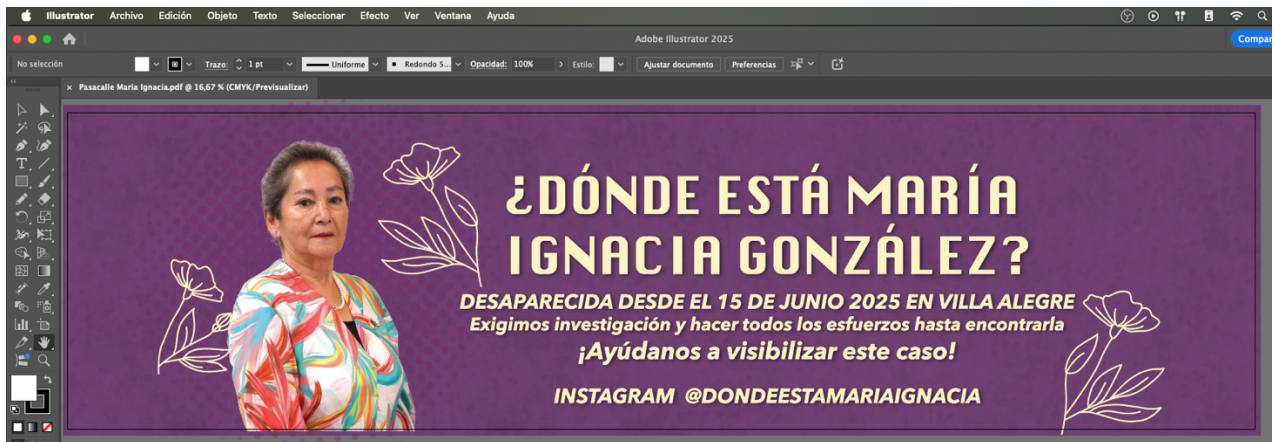 Illustrator Archivo Edición Objeto Texto Seleccionar Efecto Ver Ventana Ayuda
Adobe Illustrator 2025
Compar
No selección Trazo: 1 pt Uniforme Redondo 5... Opacidad: 100% Estilo: Ajustar documento Preferencias
× Pasacalle Maria Ignacia.pdf @ 16,67 % (CMYK/Previsualizar)
¿DÓNDE ESTÁ MARÍA
IGNACIA GONZÁLEZ?
DESAPARECIDA DESDE EL 15 DE JUNIO 2025 EN VILLA ALEGRE
Exigimos investigación y hacer todos los esfuerzos hasta encontrarla
¡Ayúdanos a visibilizar este caso!
INSTAGRAM @DONDEESTAMARIAIGNACIA